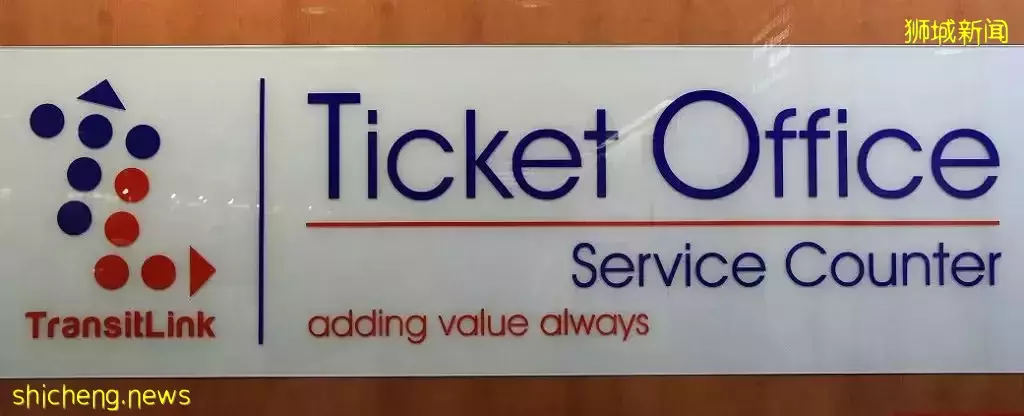 狮城新闻
Ticket Office
Service Counter
TransitLink
adding value always
shicheng.news